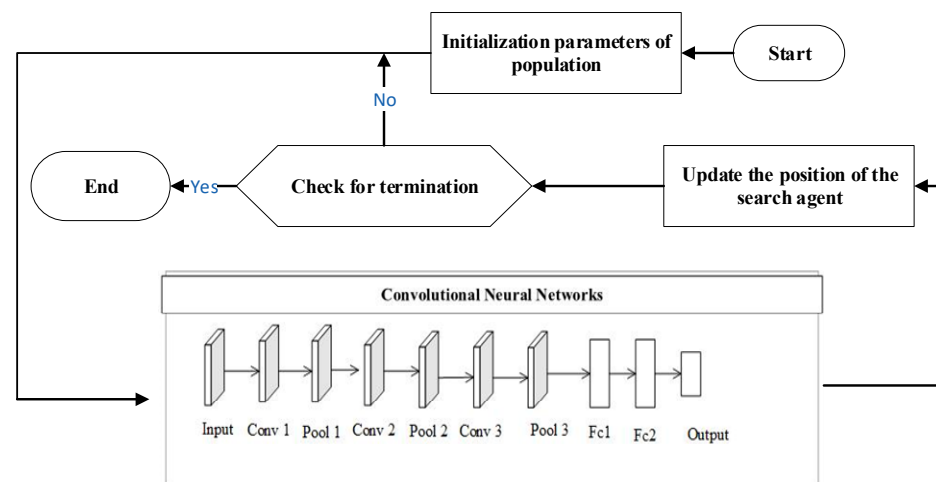 Initialization parameters of
population
Start
No
End
Yes
Check for termination
Update the position of the
search agent
Convolutional Neural Networks
Input Conv 1 Pool 1 Conv 2 Pool 2 Conv 3 Pool 3 Fc1 Fc2 Output